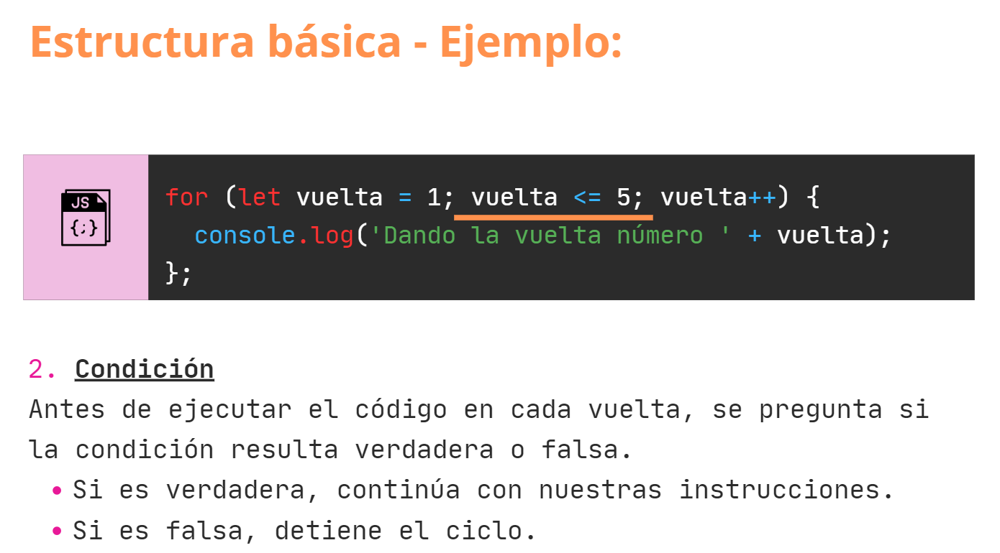 Estructura básica - Ejemplo:
JS
{;}
for (let vuelta = 1; vuelta <= 5; vuelta++) {
  console.log('Dando la vuelta número ' + vuelta);
};
2. Condición
Antes de ejecutar el código en cada vuelta, se pregunta si
la condición resulta verdadera o falsa.
• Si es verdadera, continúa con nuestras instrucciones.
• Si es falsa, detiene el ciclo.